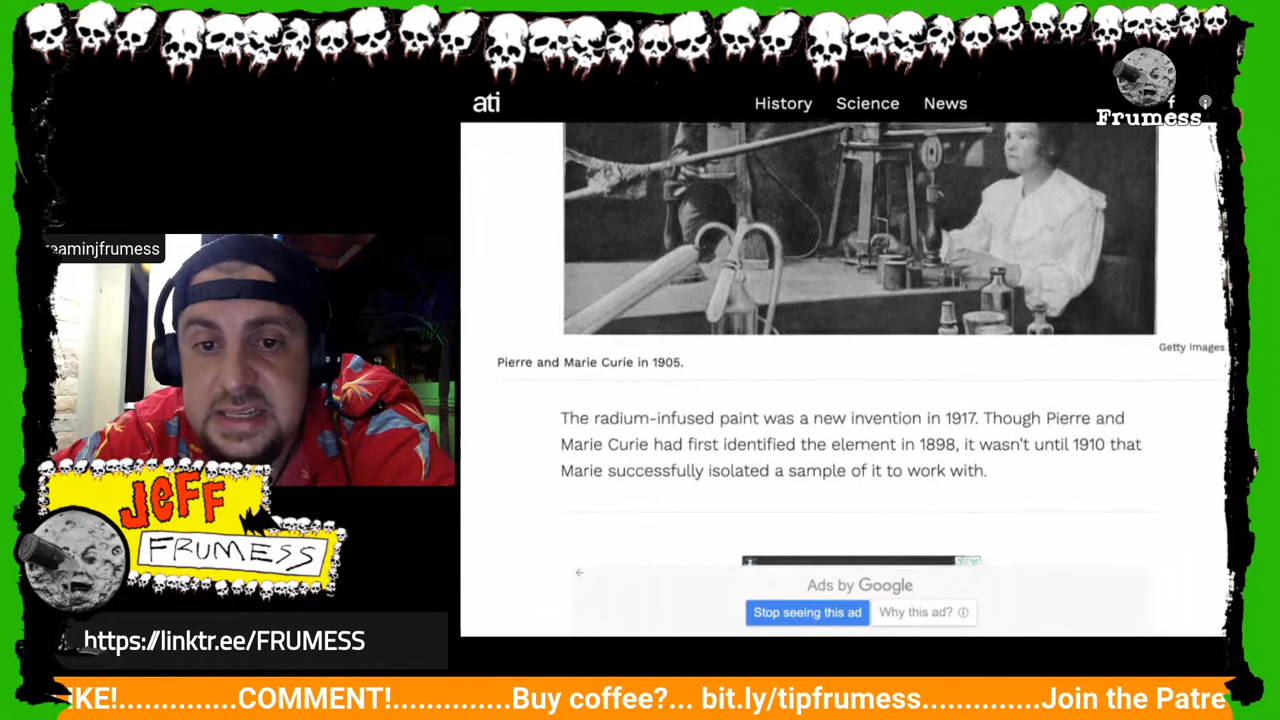 ati
History Science News
Frumess
eaminjfrumess
Getty Images
Pierre and Marie Curie in 1905.
The radium-infused paint was a new invention in 1917. Though Pierre and
Marie Curie had first identified the element in 1898, it wasn't until 1910 that
Marie successfully isolated a sample of it to work with.
Ads by Google
Stop seeing this ad Why this ad?
JEFF
FRUMESS
https://linktr.ee/FRUMESS
KE!..............COMMENT!.............Buy coffee?... bit.ly/tipfrumess.............Join the Patre